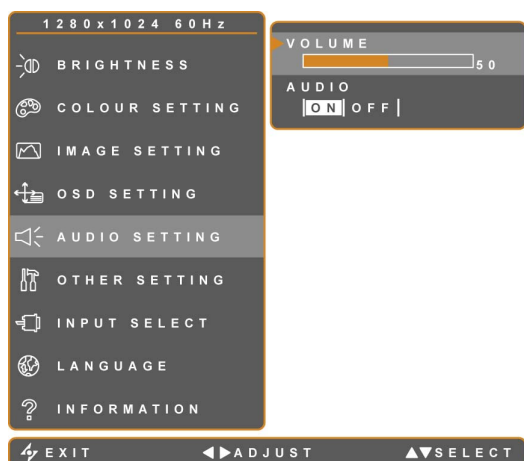 1280x1024 60Hz
BRIGHTNESS
COLOUR SETTING
IMAGE SETTING
OSD SETTING
AUDIO SETTING
OTHER SETTING
INPUT SELECT
LANGUAGE
INFORMATION
VOLUME
50
AUDIO
ON OFF
EXIT ADJUST SELECT